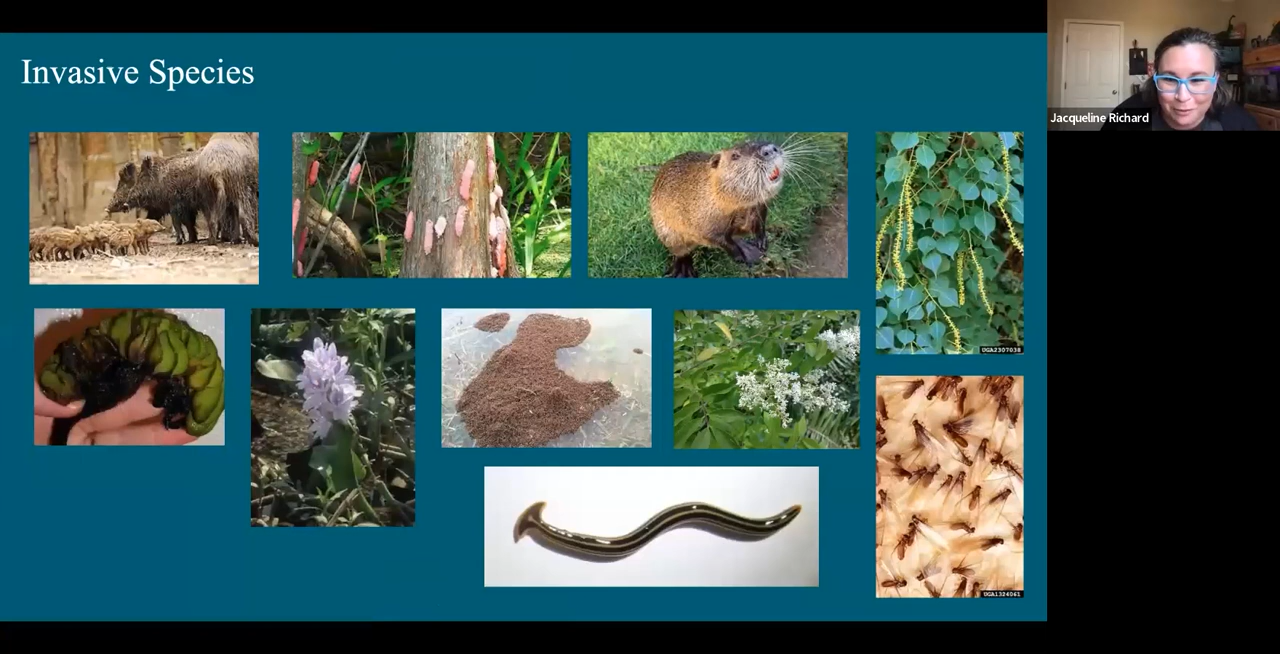 Invasive Species
Jacqueline Richard
UGA2307038
UGA1324061